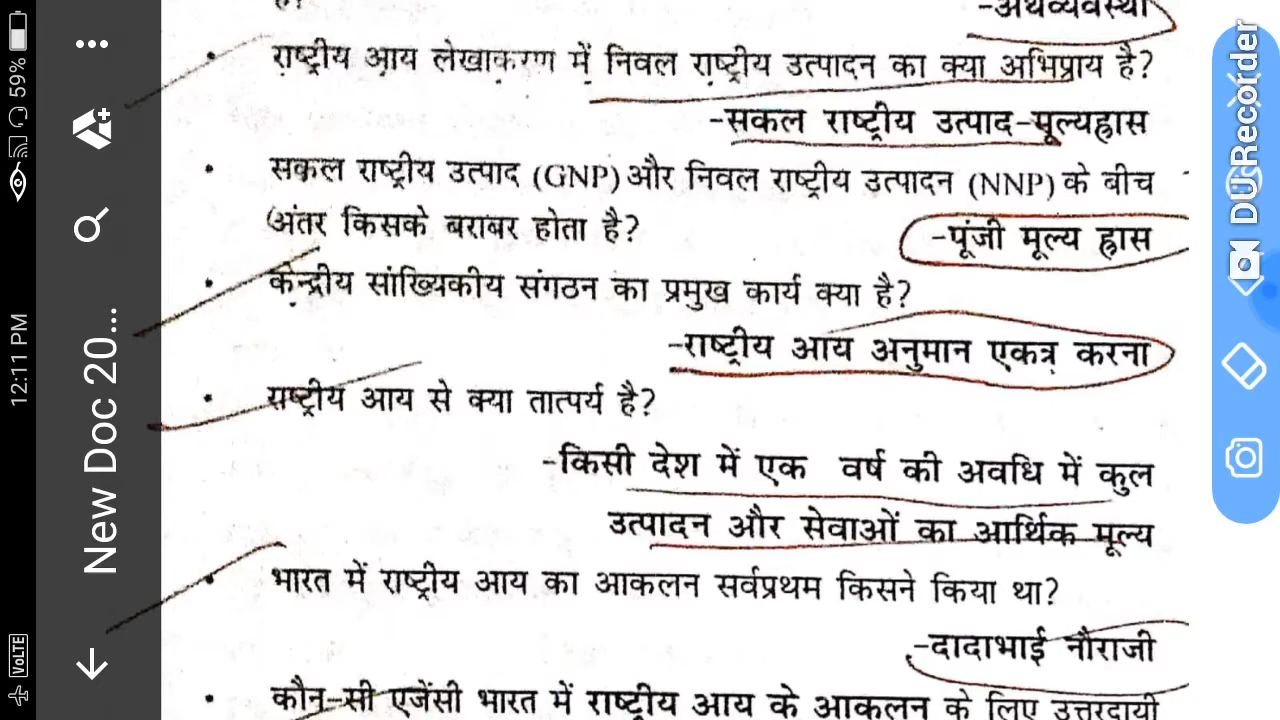 है?
-अर्थव्यवस्था
• राष्ट्रीय आय लेखाकरण में निवल राष्ट्रीय उत्पादन का क्या अभिप्राय है?
-सकल राष्ट्रीय उत्पाद-मूल्यह्रास
• सकल राष्ट्रीय उत्पाद (GNP) और निवल राष्ट्रीय उत्पादन (NNP) के बीच
अंतर किसके बराबर होता है?
-पूंजी मूल्य ह्रास
• केन्द्रीय सांख्यिकीय संगठन का प्रमुख कार्य क्या है?
-राष्ट्रीय आय अनुमान एकत्र करना
• राष्ट्रीय आय से क्या तात्पर्य है?
-किसी देश में एक वर्ष की अवधि में कुल
उत्पादन और सेवाओं का आर्थिक मूल्य
• भारत में राष्ट्रीय आय का आकलन सर्वप्रथम किसने किया था?
-दादाभाई नौराजी
• कौन-सी एजेंसी भारत में राष्ट्रीय आय के आकलन के लिए उत्तरदायी
New Doc 20...
12:11 PM
59%
VoLTE
DU Recorder